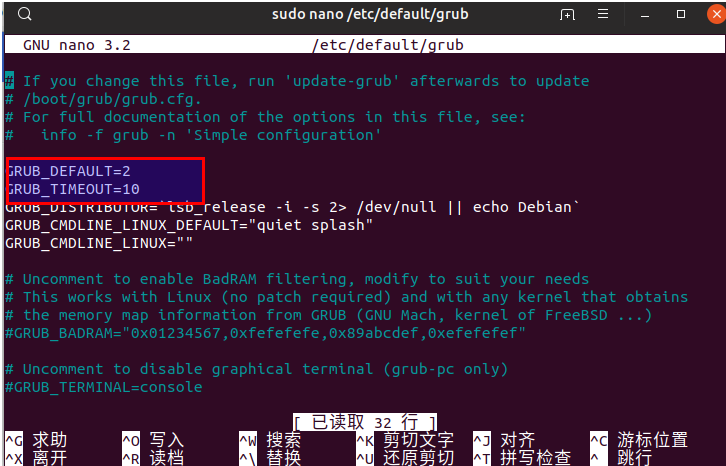 sudo nano /etc/default/grub
GNU nano 3.2 /etc/default/grub
# If you change this file, run 'update-grub' afterwards to update
# /boot/grub/grub.cfg.
# For full documentation of the options in this file, see:
#   info -f grub -n 'Simple configuration'
GRUB_DEFAULT=2
GRUB_TIMEOUT=10
GRUB_DISTRIBUTOR=`lsb_release -i -s 2> /dev/null || echo Debian`
GRUB_CMDLINE_LINUX_DEFAULT="quiet splash"
GRUB_CMDLINE_LINUX=""
# Uncomment to enable BadRAM filtering, modify to suit your needs
# This works with Linux (no patch required) and with any kernel that obtains
# the memory map information from GRUB (GNU Mach, kernel of FreeBSD ...)
#GRUB_BADRAM="0x01234567,0xfefefefe,0x89abcdef,0xefefefef"
# Uncomment to disable graphical terminal (grub-pc only)
#GRUB_TERMINAL=console
[ 已读取 32 行 ]
^G 求助 ^O 写入 ^W 搜索 ^K 剪切文字 ^J 对齐 ^C 游标位置
^X 离开 ^R 读档 ^\ 替换 ^U 还原剪切 ^T 拼写检查 ^_ 跳行